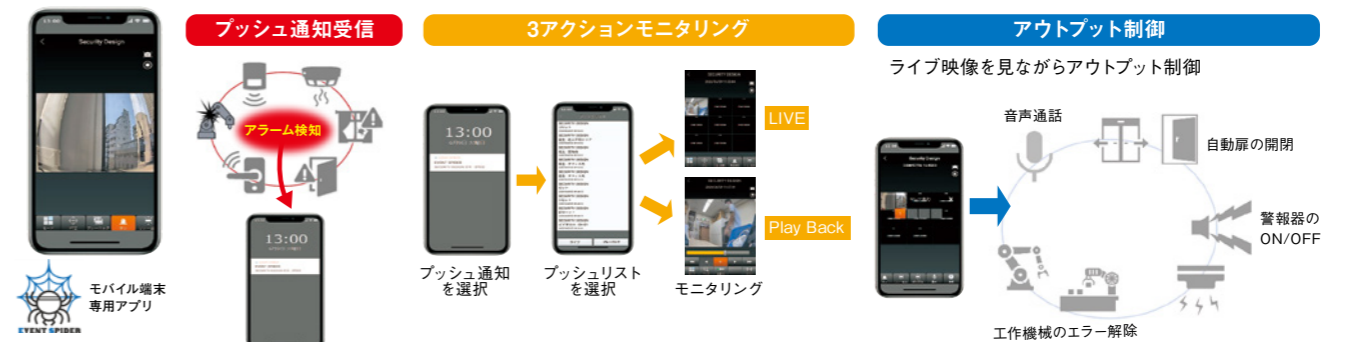 13:00
Security Design
モバイル端末
専用アプリ
EVENT SPIDER
プッシュ通知受信
アラーム検知
13:00
3アクションモニタリング
13:00
プッシュ通知
を選択
プッシュリスト
を選択
SECURITY DESIGN
LIVE
Play Back
モニタリング
アウトプット制御
ライブ映像を見ながらアウトプット制御
Security Design
音声通話
自動扉の開閉
警報器の
ON/OFF
工作機械のエラー解除